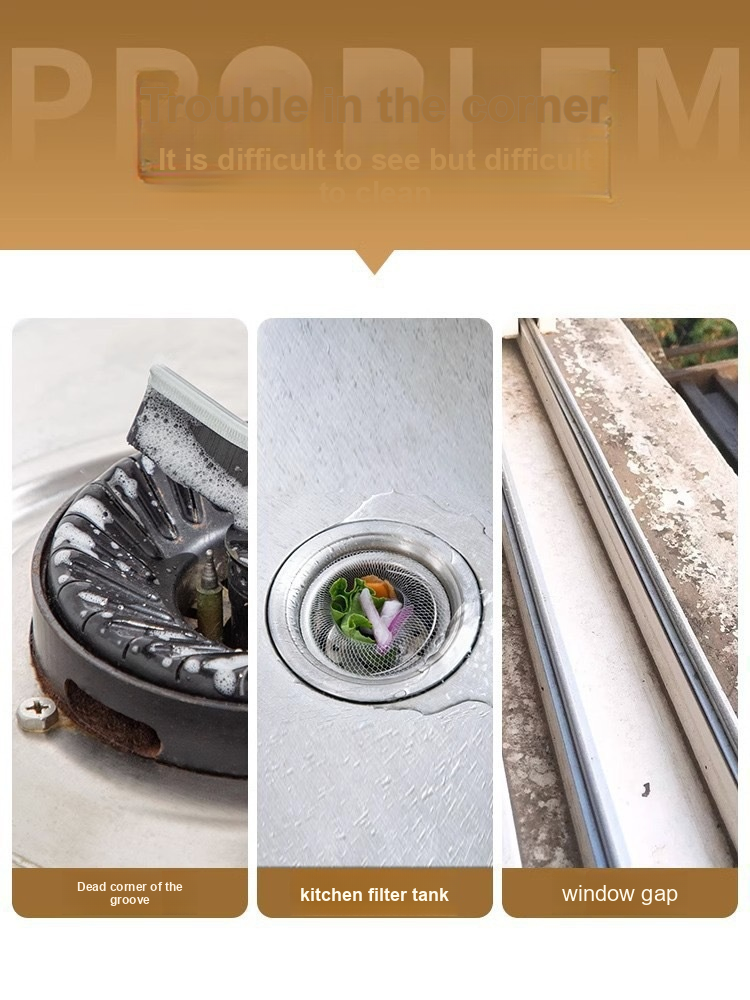 PROBLEM
Trouble in the corner
It is difficult to see but difficult
to clean
Dead corner of the
groove
kitchen filter tank
window gap